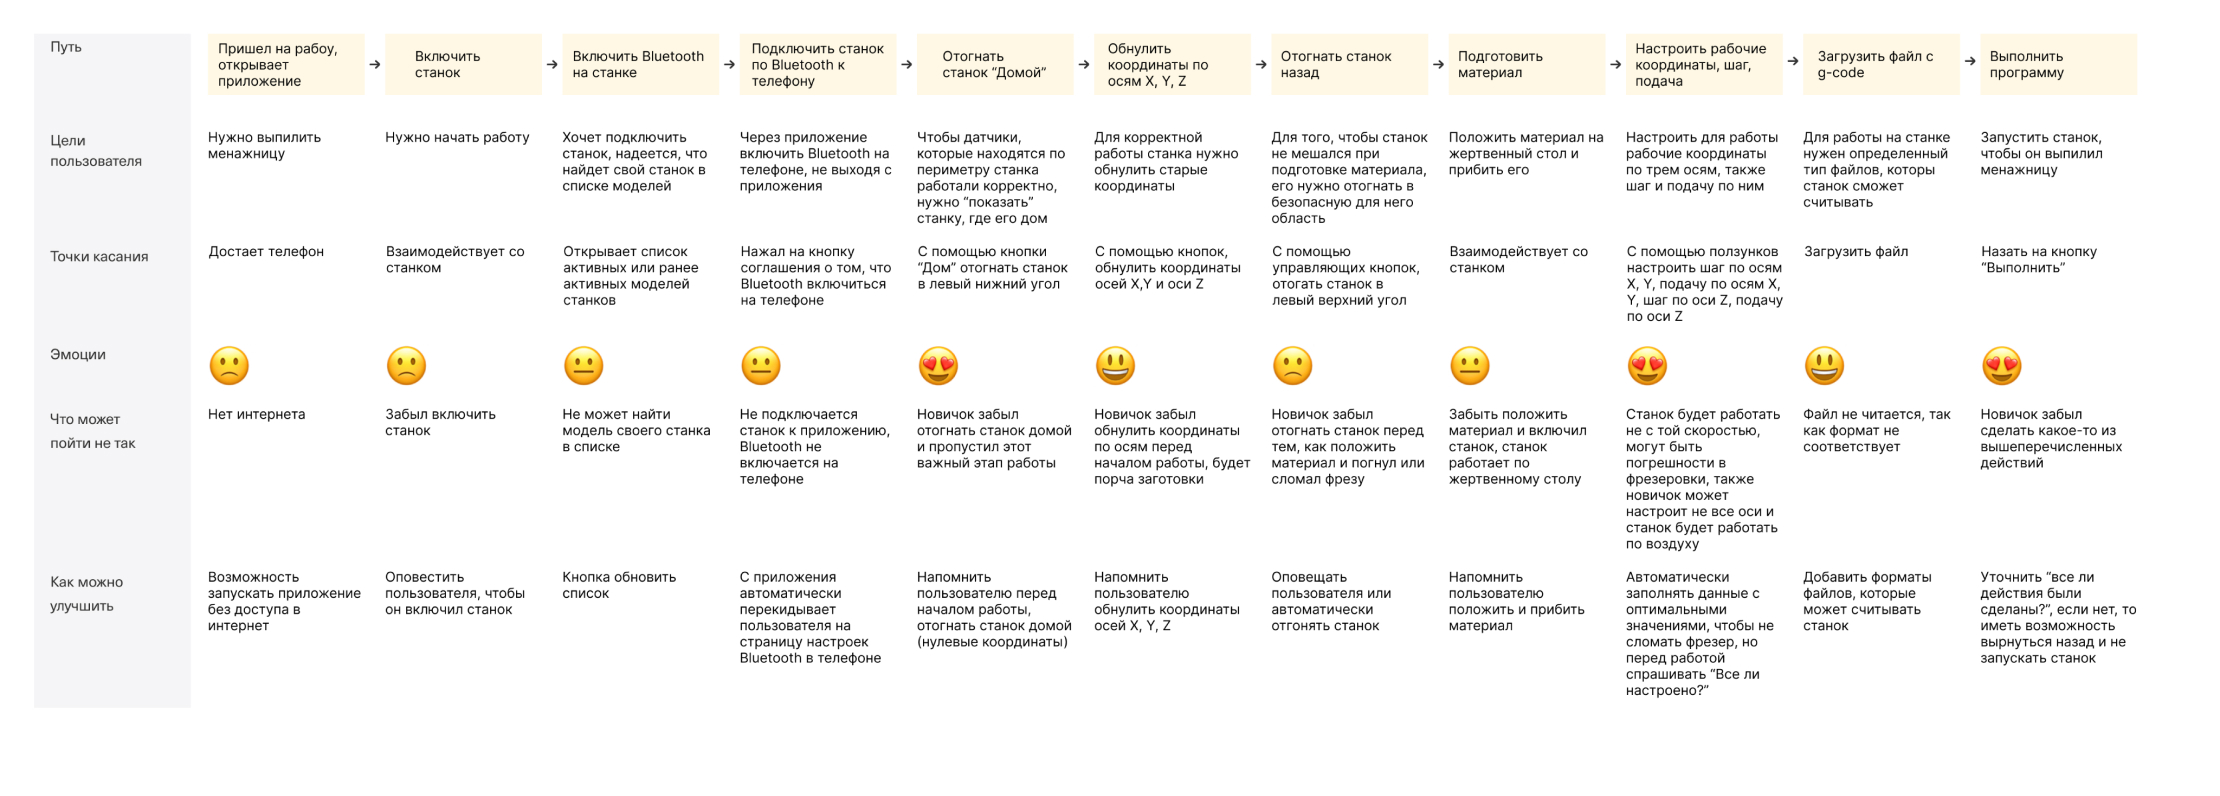 Путь
Пришел на рабоу,
открывает
приложение
Включить
станок
Включить Bluetooth
на станке
Подключить станок
по Bluetooth к
телефону
Отогнать
станок “Домой”
Обнулить
координаты по
осям X, Y, Z
Отогнать станок
назад
Подготовить
материал
Настроить рабочие
координаты, шаг,
подача
Загрузить файл с
g-code
Выполнить
программу
Цели
пользователя
Нужно выпилить
менажницу
Нужно начать работу
Хочет подключить
станок, надеется, что
найдет свой станок в
списке моделей
Через приложение
включить Bluetooth на
телефоне, не выходя с
приложения
Чтобы датчики,
которые находятся по
периметру станка
работали корректно,
нужно “показать”
станку, где его дом
Для корректной
работы станка нужно
обнулить старые
координаты
Для того, чтобы станок
не мешался при
подготовке материала,
его нужно отогнать в
безопасную для него
область
Положить материал на
жертвенный стол и
прибить его
Настроить для работы
рабочие координаты
по трем осям, также
шаг и подачу по ним
Для работы на станке
нужен определенный
тип файлов, которы
станок сможет
считывать
Запустить станок,
чтобы он выпилил
менажницу
Точки касания
Достает телефон
Взаимодействует со
станком
Открывает список
активных или ранее
активных моделей
станков
Нажал на кнопку
соглашения о том, что
Bluetooth включиться
на телефоне
С помощью кнопки
“Дом” отогнать станок
в левый нижний угол
С помощью кнопок,
обнулить координаты
осей X,Y и оси Z
С помощью
управляющих кнопок,
отогать станок в
левый верхний угол
Взаимодействует со
станком
С помощью ползунков
настроить шаг по осям
X, Y, подачу по осям X,
Y, шаг по оси Z, подачу
по оси Z
Загрузить файл
Назать на кнопку
“Выполнить”
Эмоции
Что может
пойти не так
Нет интернета
Забыл включить
станок
Не может найти
модель своего станка
в списке
Не подключается
станок к приложению,
Bluetooth не
включается на
телефоне
Новичок забыл
отогнать станок домой
и пропустил этот
важный этап работы
Новичок забыл
обнулить координаты
по осям перед
началом работы, будет
порча заготовки
Новичок забыл
отогнать станок перед
тем, как положить
материал и погнул или
сломал фрезу
Забыть положить
материал и включил
станок, станок
работает по
жертвенному столу
Станок будет работать
не с той скоростью,
могут быть
погрешности в
фрезеровки, также
новичок может
настроит не все оси и
станок будет работать
по воздуху
Файл не читается, так
как формат не
соответствует
Новичок забыл
сделать какое-то из
вышеперечисленных
действий
Как можно
улучшить
Возможность
запускать приложение
без доступа в
интернет
Оповестить
пользователя, чтобы
он включил станок
Кнопка обновить
список
С приложения
автоматически
перекидывает
пользователя на
страницу настроек
Bluetooth в телефоне
Напомнить
пользователю перед
началом работы,
отогнать станок домой
(нулевые координаты)
Напомнить
пользователю
обнулить координаты
осей X, Y, Z
Оповещать
пользователя или
автоматически
отгонять станок
Напомнить
пользователю
положить и прибить
материал
Автоматически
заполнять данные с
оптимальными
значениями, чтобы не
сломать фрезер, но
перед работой
спрашивать “Все ли
настроено?”
Добавить форматы
файлов, которые
может считывать
станок
Уточнить “все ли
действия были
сделаны?”, если нет, то
иметь возможность
вырнуться назад и не
запускать станок